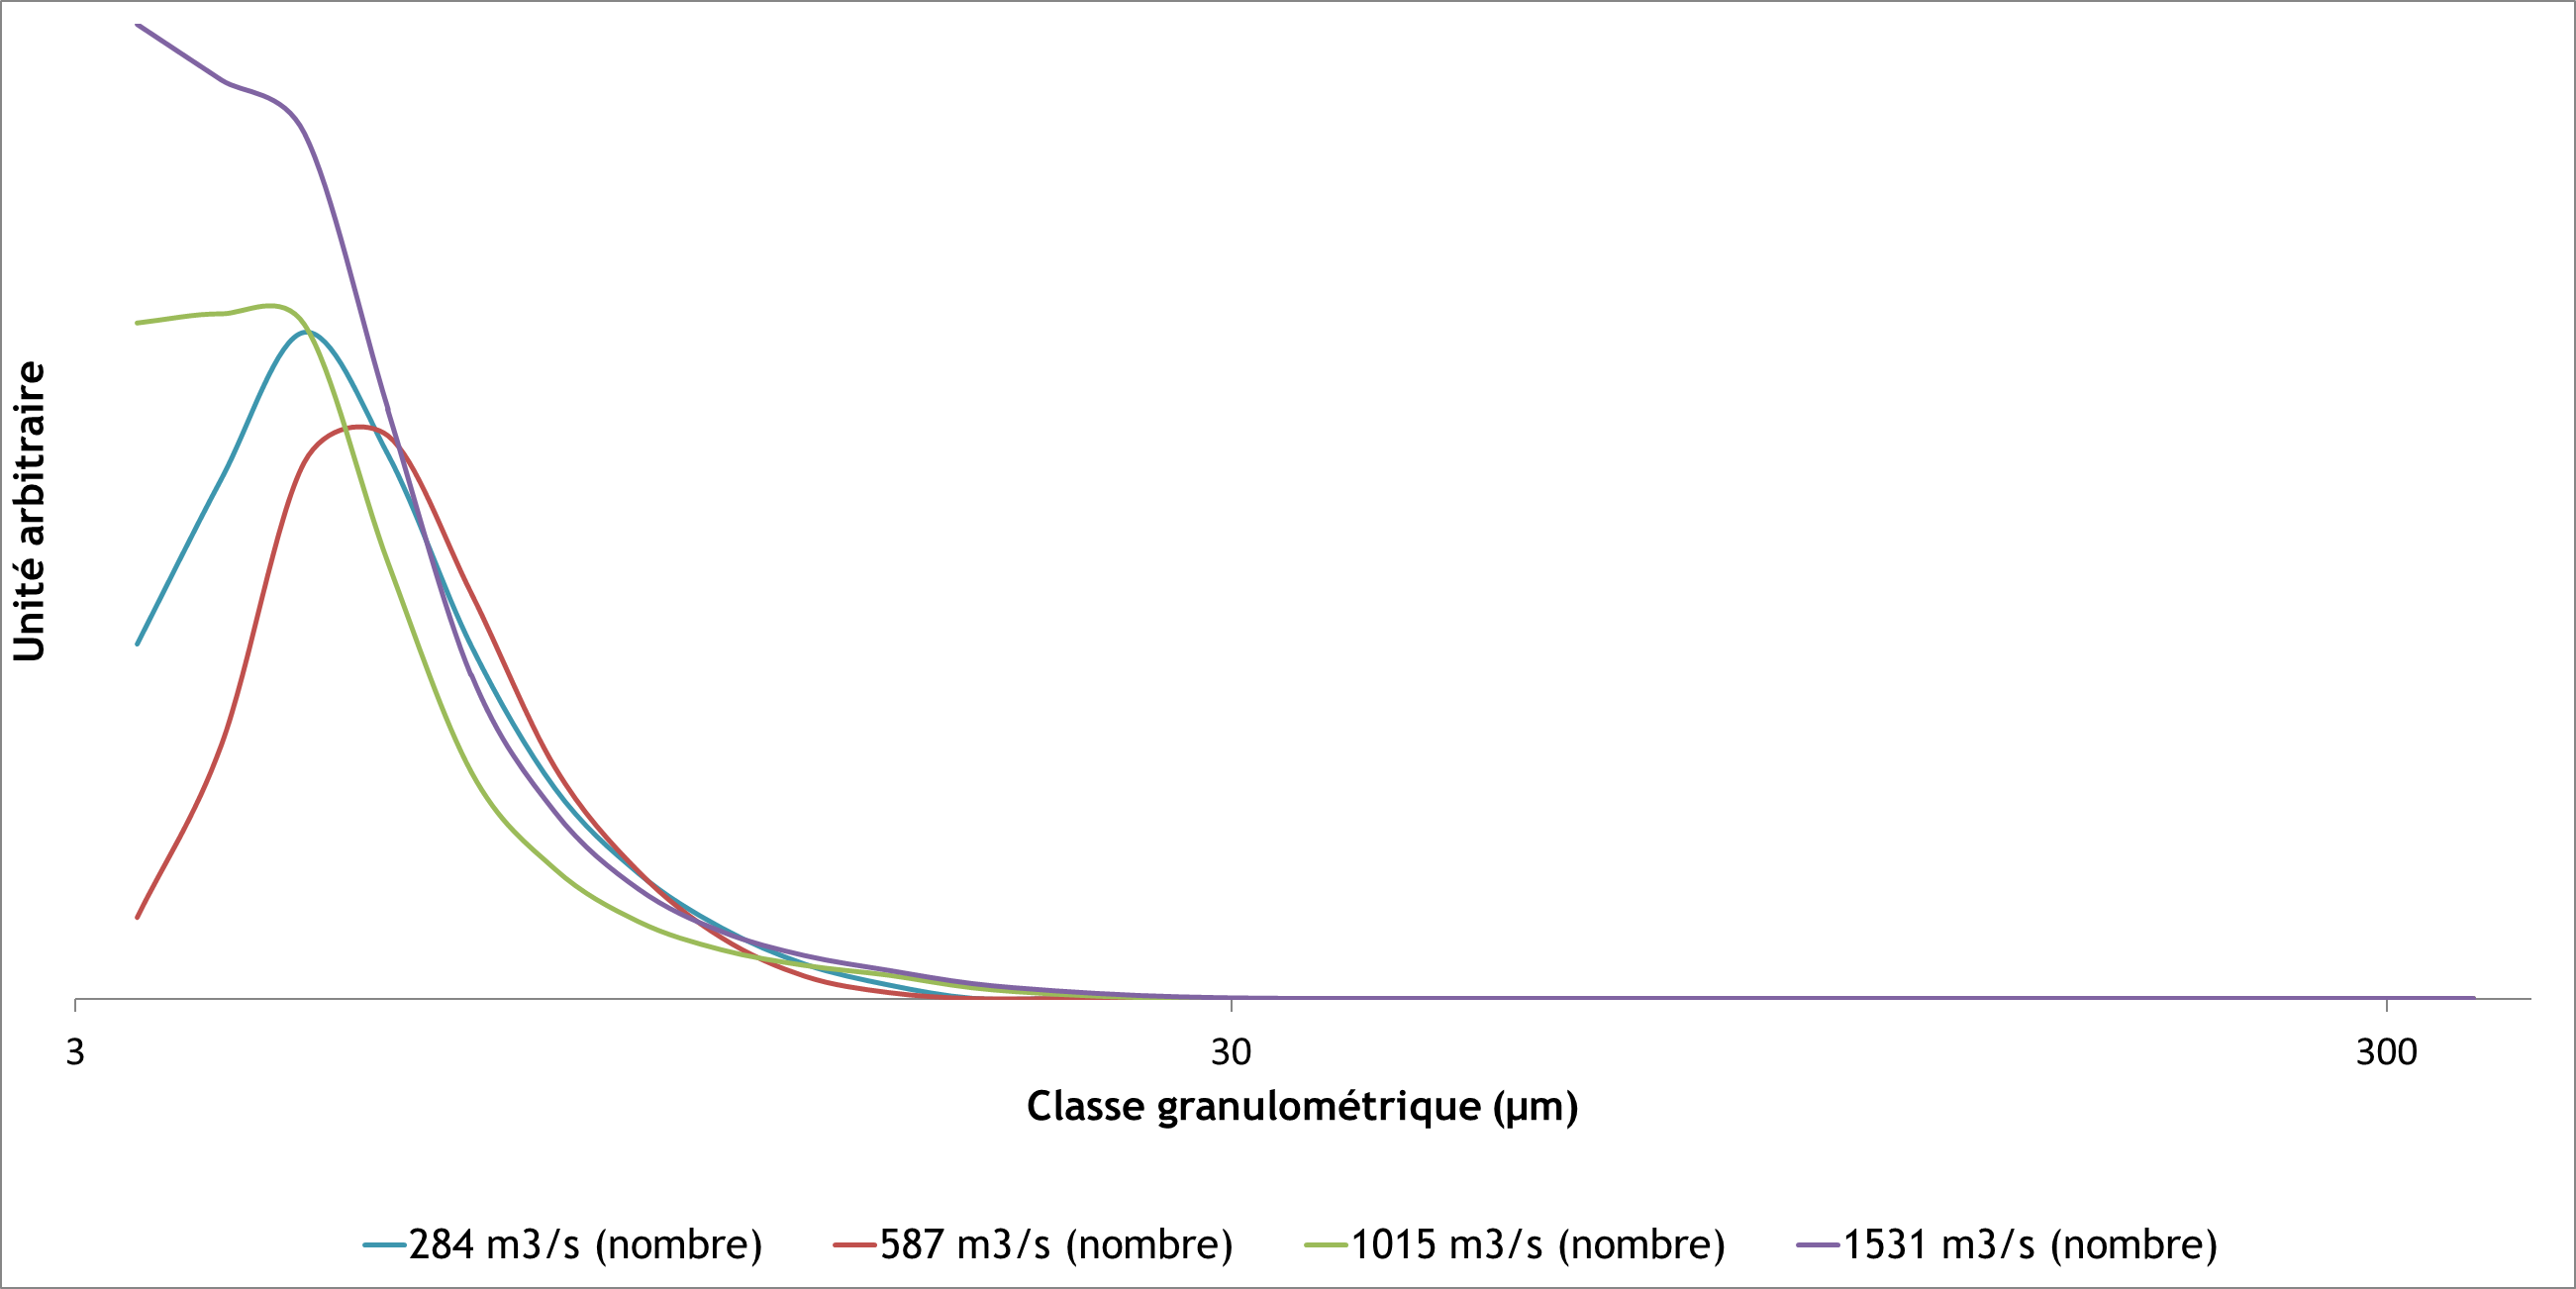 Unité arbitraire
3 30 300
Classe granulométrique (µm)
284 m3/s (nombre) 587 m3/s (nombre) 1015 m3/s (nombre) 1531 m3/s (nombre)